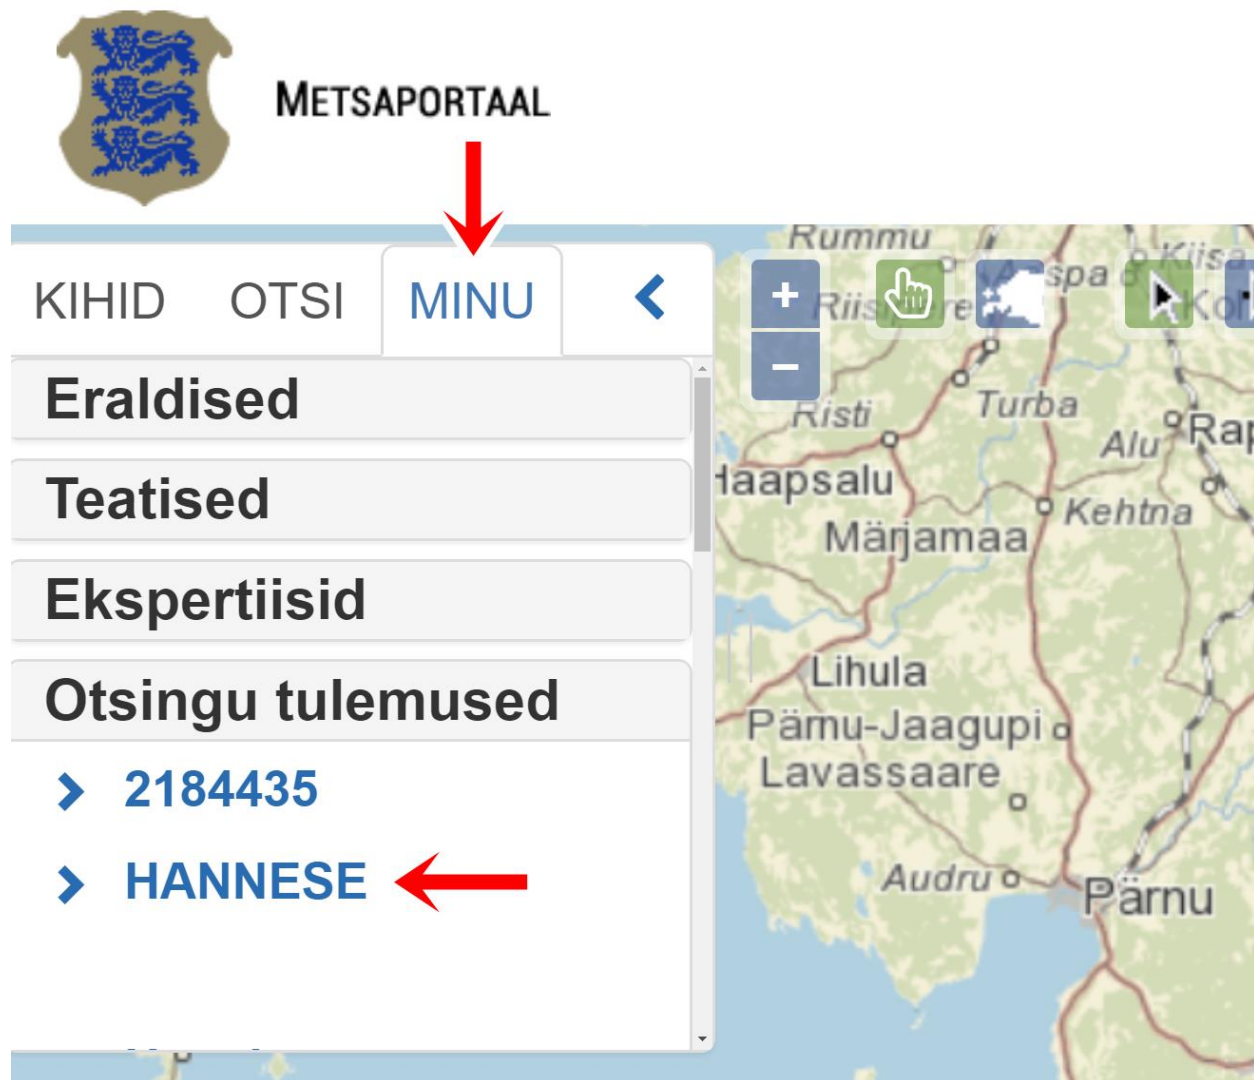 METSAPORTAAL
KIHID OTSI MINU
Eraldised
Teatised
Ekspertiisid
Otsingu tulemused
2184435
HANNESE
+
−
Rummu
Kiisa
Risti
Turba
Alu
Haapsalu
Kehtna
Märjamaa
Lihula
Pärnu-Jaagupi
Lavassaare
Audru
Pärnu